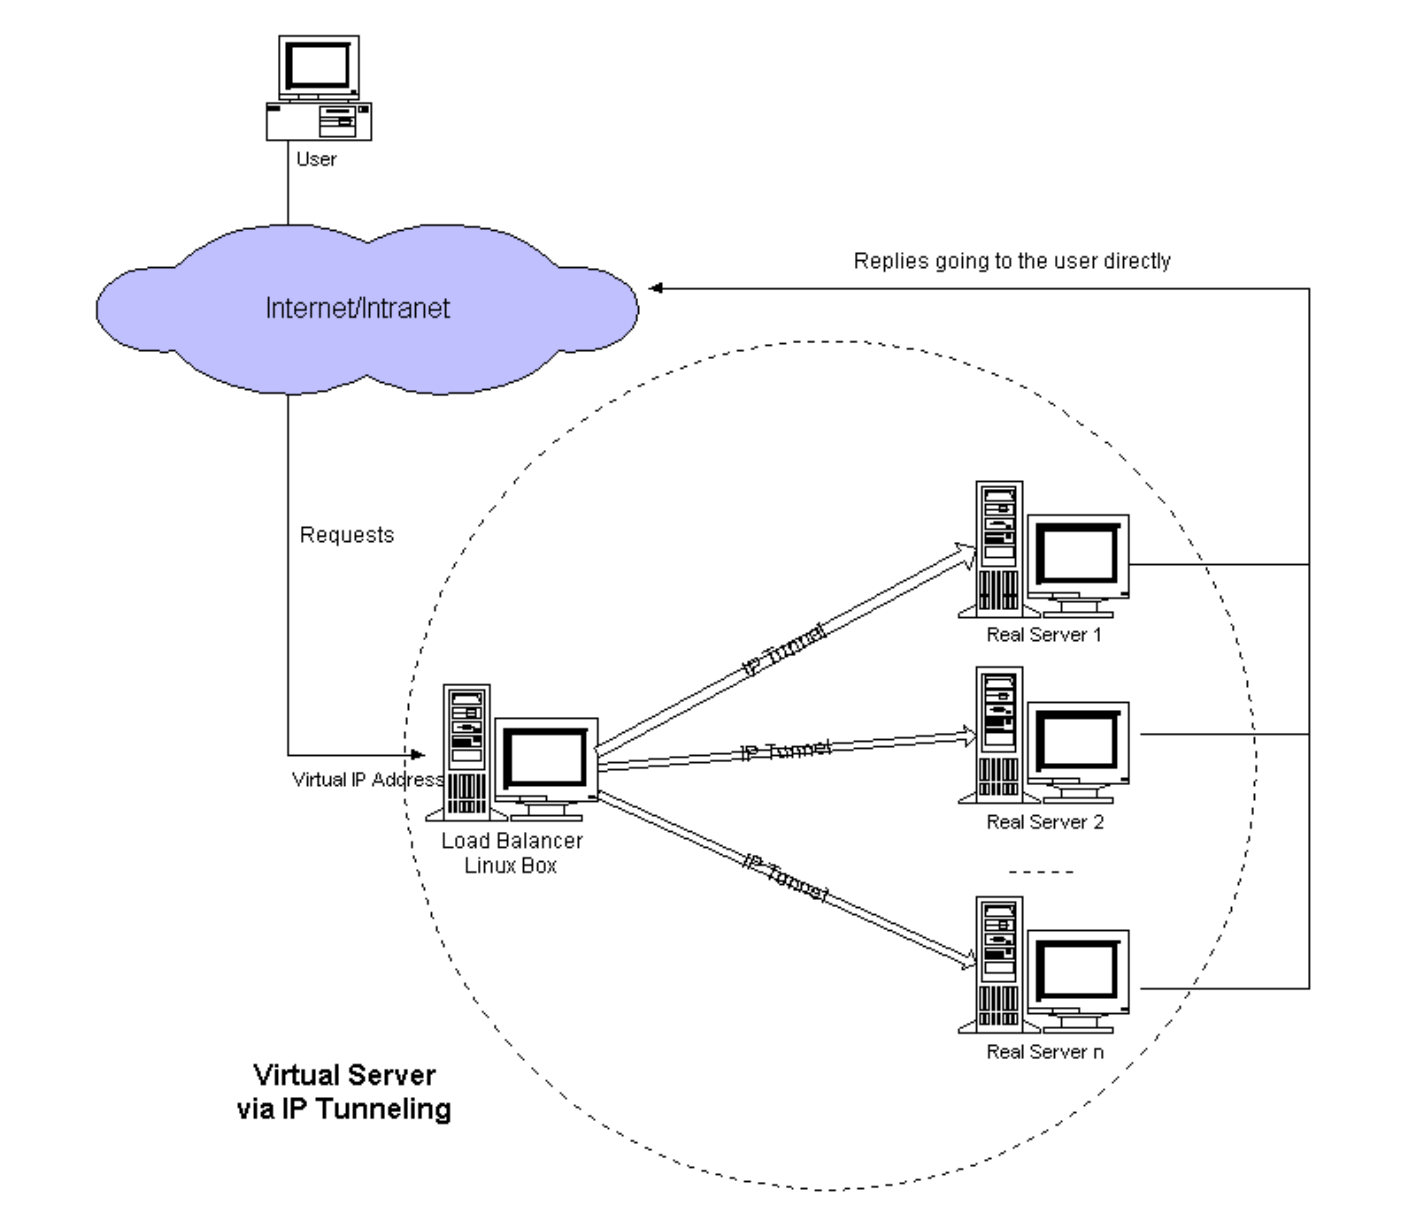 User
Internet/Intranet
Replies going to the user directly
Requests
IP Tunnel
Real Server 1
IP Tunnel
Virtual IP Address
Real Server 2
Load Balancer
Linux Box
IP Tunnel
Real Server n
Virtual Server
via IP Tunneling